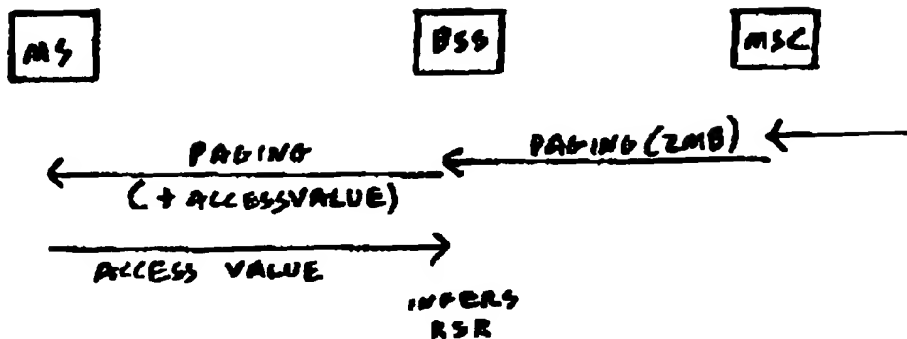 MS
BSS
MSC
PAGING
(+ ACCESSVALUE)
PAGING (2MB)
ACCESS VALUE
INFERS
RSR